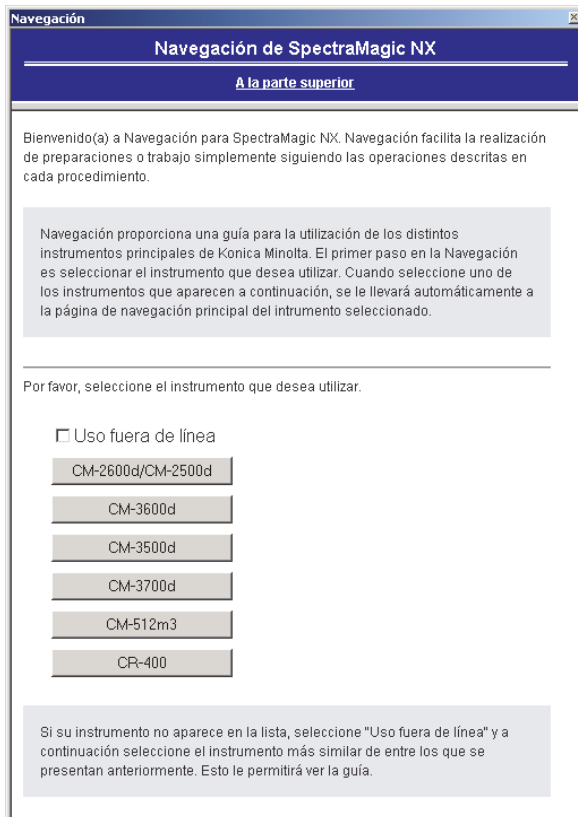 Navegación
Navegación de SpectraMagic NX
A la parte superior
Bienvenido(a) a Navegación para SpectraMagic NX. Navegación facilita la realización
de preparaciones o trabajo simplemente siguiendo las operaciones descritas en
cada procedimiento.
Navegación proporciona una guía para la utilización de los distintos
instrumentos principales de Konica Minolta. El primer paso en la Navegación
es seleccionar el instrumento que desea utilizar. Cuando seleccione uno de
los instrumentos que aparecen a continuación, se le llevará automáticamente a
la página de navegación principal del intrumento seleccionado.
Por favor, seleccione el instrumento que desea utilizar.
Uso fuera de línea
CM-2600d/CM-2500d
CM-3600d
CM-3500d
CM-3700d
CM-512m3
CR-400
Si su instrumento no aparece en la lista, seleccione "Uso fuera de línea" y a
continuación seleccione el instrumento más similar de entre los que se
presentan anteriormente. Esto le permitirá ver la guía.